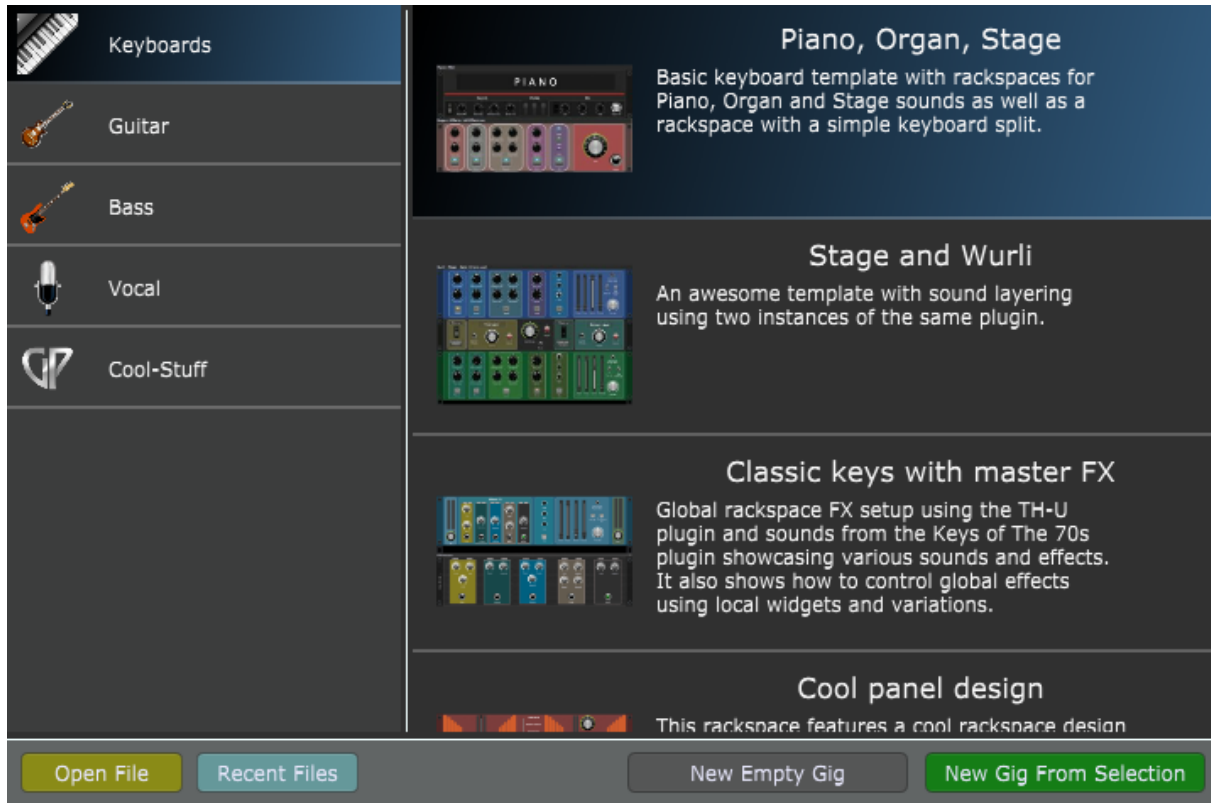 Keyboards
Guitar
Bass
Vocal
Cool-Stuff
Piano, Organ, Stage
PIANO
Basic keyboard template with rackspaces for
Piano, Organ and Stage sounds as well as a
rackspace with a simple keyboard split.
Stage and Wurli
An awesome template with sound layering
using two instances of the same plugin.
Classic keys with master FX
Global rackspace FX setup using the TH-U
plugin and sounds from the Keys of The 70s
plugin showcasing various sounds and effects.
It also shows how to control global effects
using local widgets and variations.
Cool panel design
This rackspace features a cool rackspace design
Open File
Recent Files
New Empty Gig
New Gig From Selection